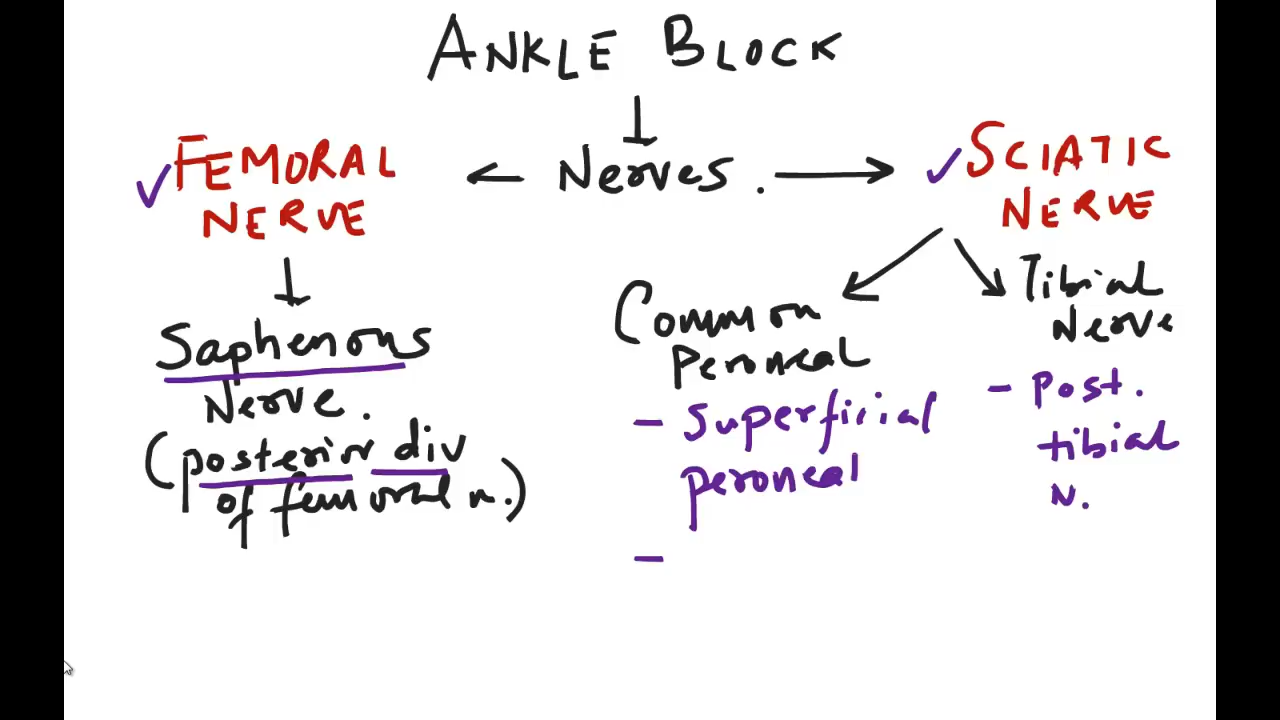 ANKLE BLOCK
Nerves.
FEMORAL
NERVE
Saphenous
Nerve.
(posterior div
of femoral n.)
SCIATIC
NERVE
Common
Peroneal
- Superficial
peroneal
-
Tibial
Nerve
- Post.
tibial
N.